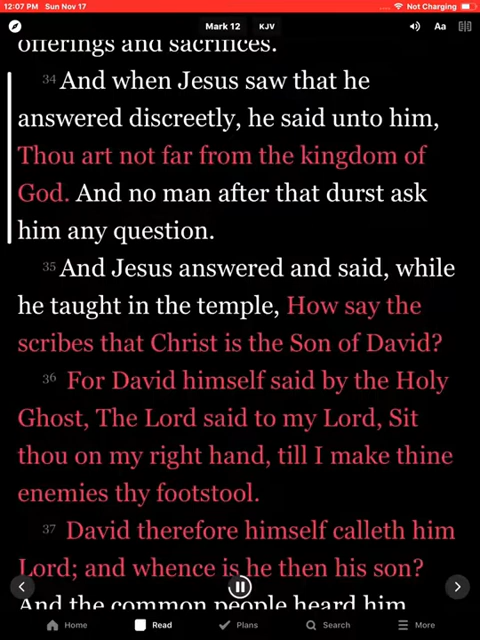 12:07 PM Sun Nov 17 Not Charging
Mark 12 KJV Aa
offerings and sacrifices.
34 And when Jesus saw that he
answered discreetly, he said unto him,
Thou art not far from the kingdom of
God. And no man after that durst ask
him any question.
35 And Jesus answered and said, while
he taught in the temple, How say the
scribes that Christ is the Son of David?
36 For David himself said by the Holy
Ghost, The Lord said to my Lord, Sit
thou on my right hand, till I make thine
enemies thy footstool.
37 David therefore himself calleth him
Lord; and whence is he then his son?
And the common people heard him
Home Read Plans Search More